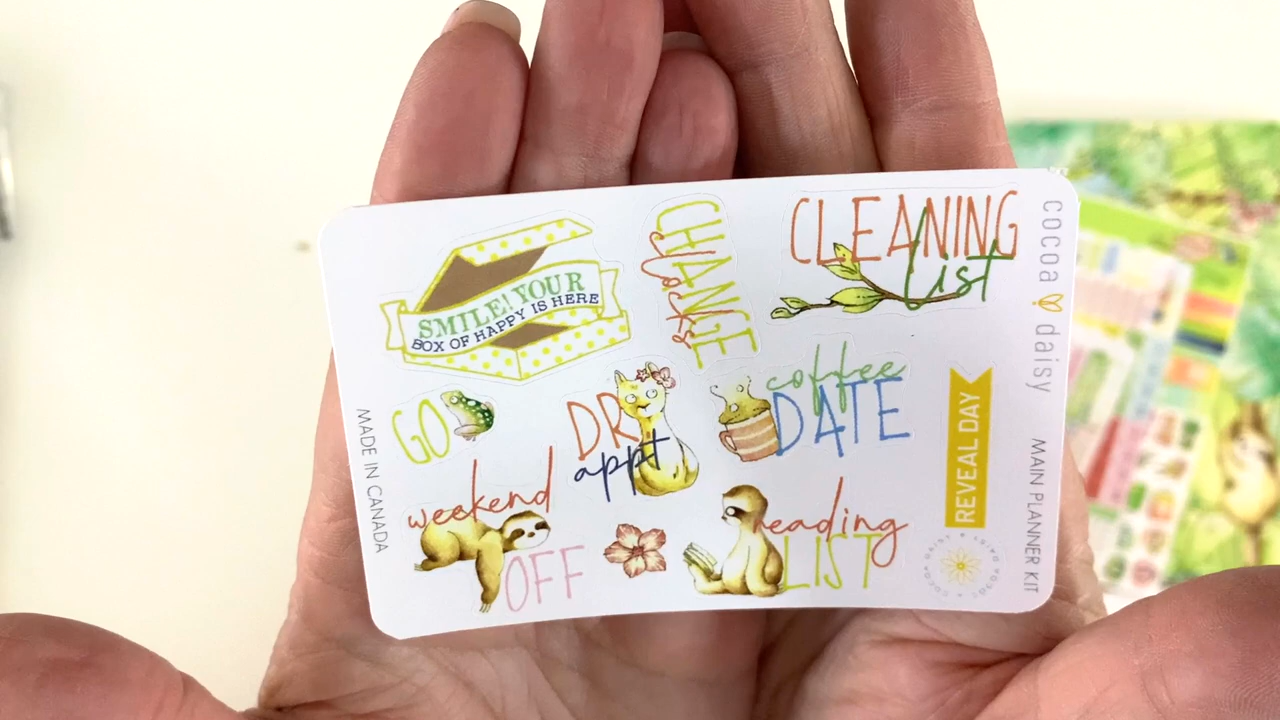 SMILE! YOUR
BOX OF HAPPY IS HERE
CHANGE
CLEANING
List
cocoa daisy
GO
DR
appt
coffee
DATE
REVEAL DAY
MADE IN CANADA
MAIN PLANNER KIT
weekend
OFF
reading
LIST